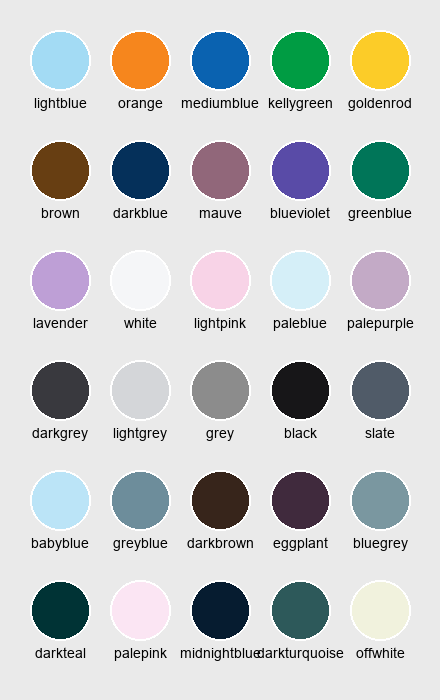 lightblue orange mediumblue kellygreen goldenrod
brown darkblue mauve blueviolet greenblue
lavender white lightpink paleblue palepurple
darkgrey lightgrey grey black slate
babyblue greyblue darkbrown eggplant bluegrey
darkteal palepink midnightblue darkturquoise offwhite